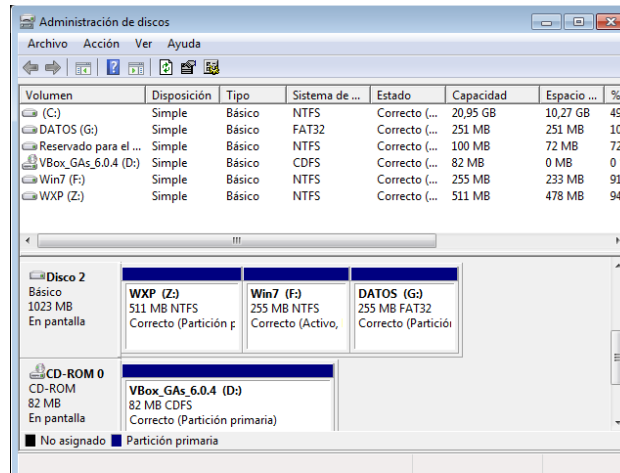 Administración de discos
Archivo Acción Ver Ayuda
Volumen Disposición Tipo Sistema de ... Estado Capacidad Espacio ... %
(C:) Simple Básico NTFS Correcto (... 20,95 GB 10,27 GB 49
DATOS (G:) Simple Básico FAT32 Correcto (... 251 MB 251 MB 10
Reservado para el ... Simple Básico NTFS Correcto (... 100 MB 72 MB 72
VBox_GAs_6.0.4 (D:) Simple Básico CDFS Correcto (... 82 MB 0 MB 0
Win7 (F:) Simple Básico NTFS Correcto (... 255 MB 233 MB 91
WXP (Z:) Simple Básico NTFS Correcto (... 511 MB 478 MB 94
Disco 2
Básico
1023 MB
En pantalla
WXP (Z:)
511 MB NTFS
Correcto (Partición p
Win7 (F:)
255 MB NTFS
Correcto (Activo,
DATOS (G:)
255 MB FAT32
Correcto (Partició
CD-ROM 0
CD-ROM
82 MB
En pantalla
VBox_GAs_6.0.4 (D:)
82 MB CDFS
Correcto (Partición primaria)
No asignado Partición primaria